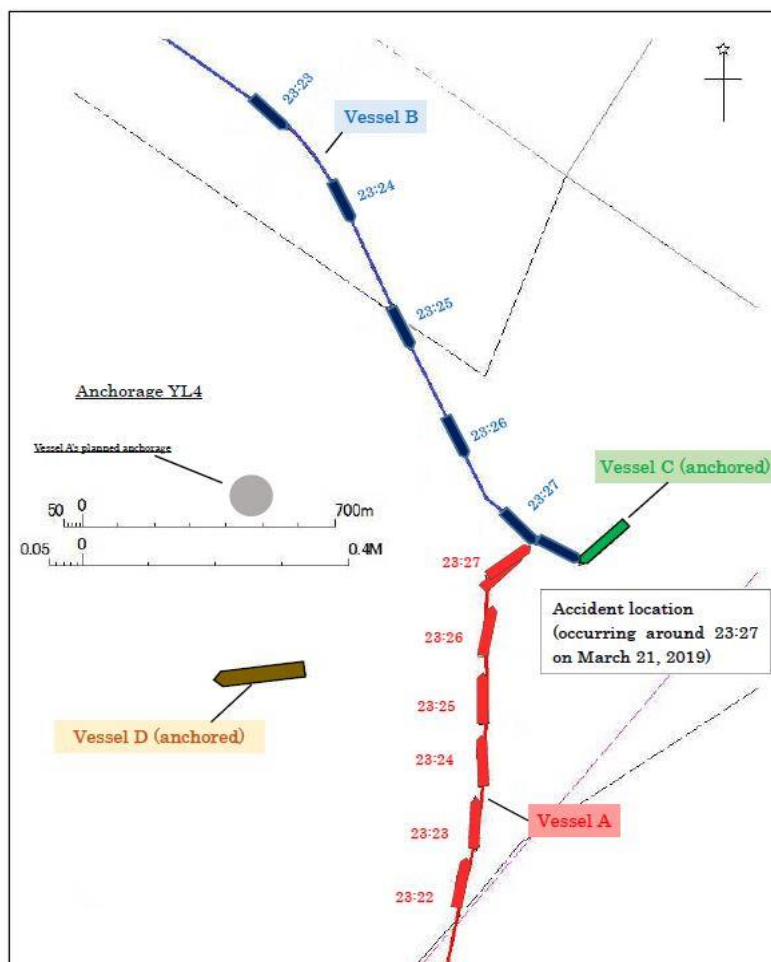 23:23
Vessel B
23:24
23:25
Anchorage YL4
23:26
Vessel A's planned anchorage
Vessel C (anchored)
23:27
50 0 700m
0.05 0 0.4M
23:27
Accident location
(occurring around 23:27
on March 21, 2019)
23:26
23:25
Vessel D (anchored)
23:24
Vessel A
23:23
23:22